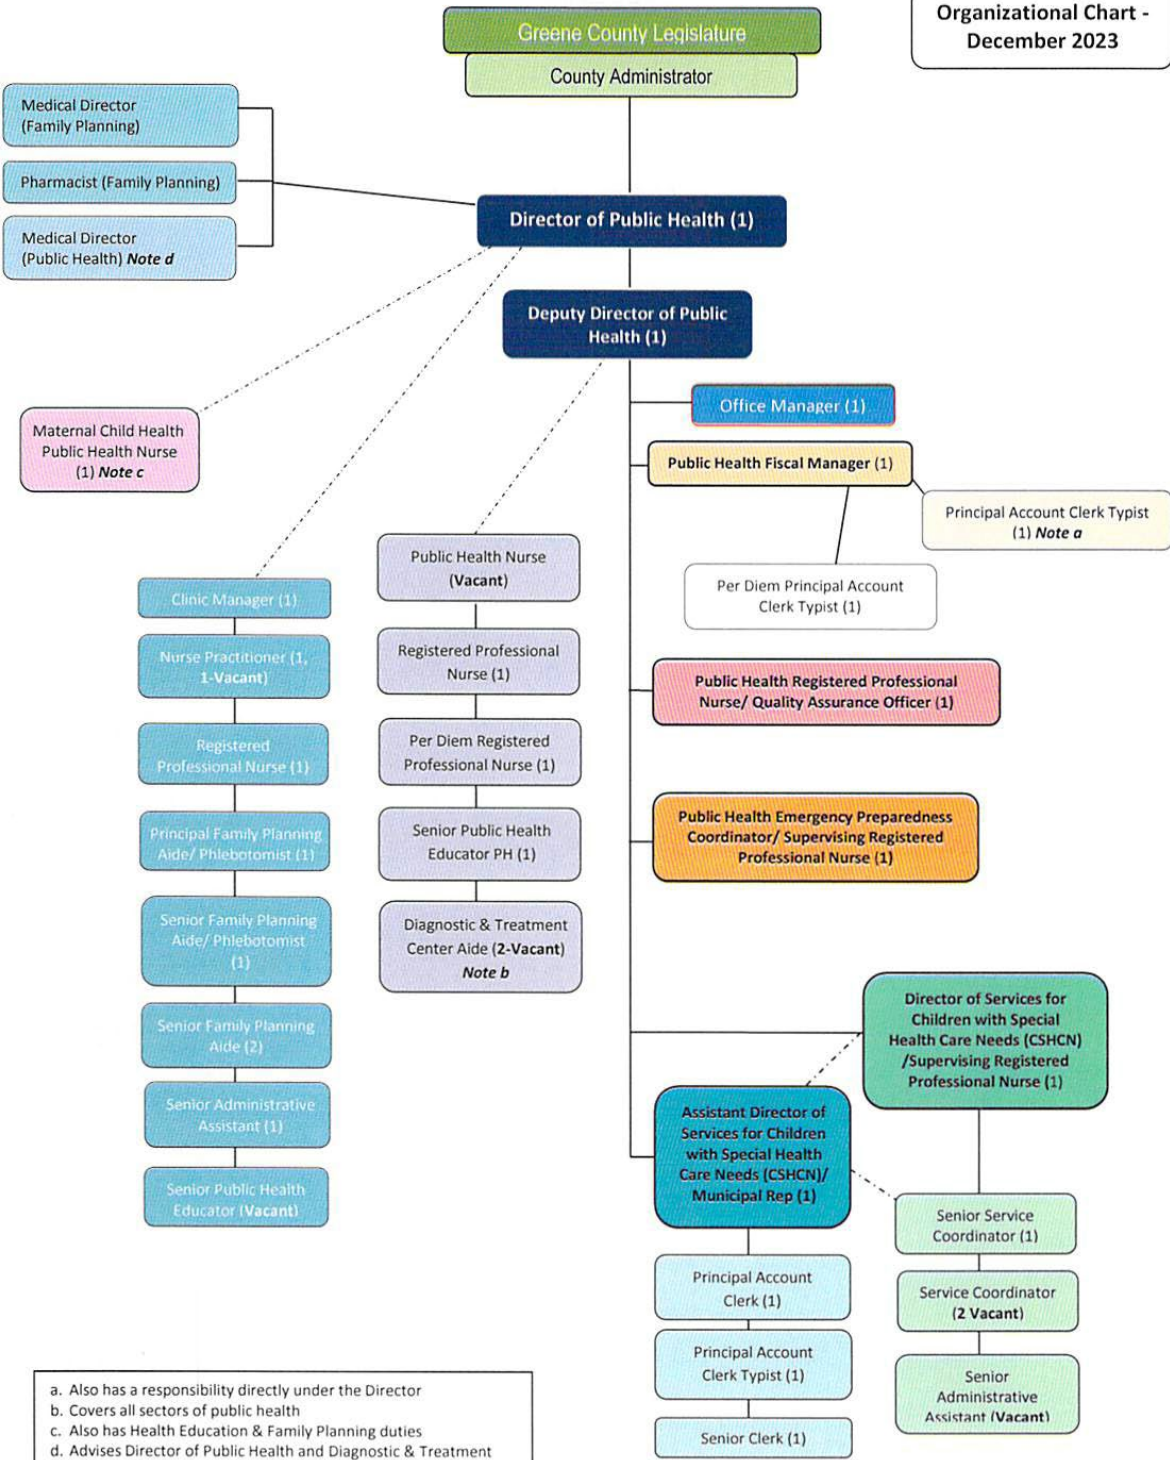 Organizational Chart -
December 2023
Greene County Legislature
County Administrator
Medical Director
(Family Planning)
Pharmacist (Family Planning)
Medical Director
(Public Health) Note d
Director of Public Health (1)
Deputy Director of Public
Health (1)
Maternal Child Health
Public Health Nurse
(1) Note c
Office Manager (1)
Public Health Fiscal Manager (1)
Principal Account Clerk Typist
(1) Note a
Per Diem Principal Account
Clerk Typist (1)
Public Health Registered Professional
Nurse/ Quality Assurance Officer (1)
Public Health Emergency Preparedness
Coordinator/ Supervising Registered
Professional Nurse (1)
Clinic Manager (1)
Nurse Practitioner (1,
1-Vacant)
Registered
Professional Nurse (1)
Principal Family Planning
Aide/ Phlebotomist (1)
Senior Family Planning
Aide/ Phlebotomist
(1)
Senior Family Planning
Aide (2)
Senior Administrative
Assistant (1)
Senior Public Health
Educator (Vacant)
Public Health Nurse
(Vacant)
Registered Professional
Nurse (1)
Per Diem Registered
Professional Nurse (1)
Senior Public Health
Educator PH (1)
Diagnostic & Treatment
Center Aide (2-Vacant)
Note b
Director of Services for
Children with Special
Health Care Needs (CSHCN)
/Supervising Registered
Professional Nurse (1)
Assistant Director of
Services for Children
with Special Health
Care Needs (CSHCN)/
Municipal Rep (1)
Principal Account
Clerk (1)
Principal Account
Clerk Typist (1)
Senior Clerk (1)
Senior Service
Coordinator (1)
Service Coordinator
(2 Vacant)
Senior
Administrative
Assistant (Vacant)
a. Also has a responsibility directly under the Director
b. Covers all sectors of public health
c. Also has Health Education & Family Planning duties
d. Advises Director of Public Health and Diagnostic & Treatment